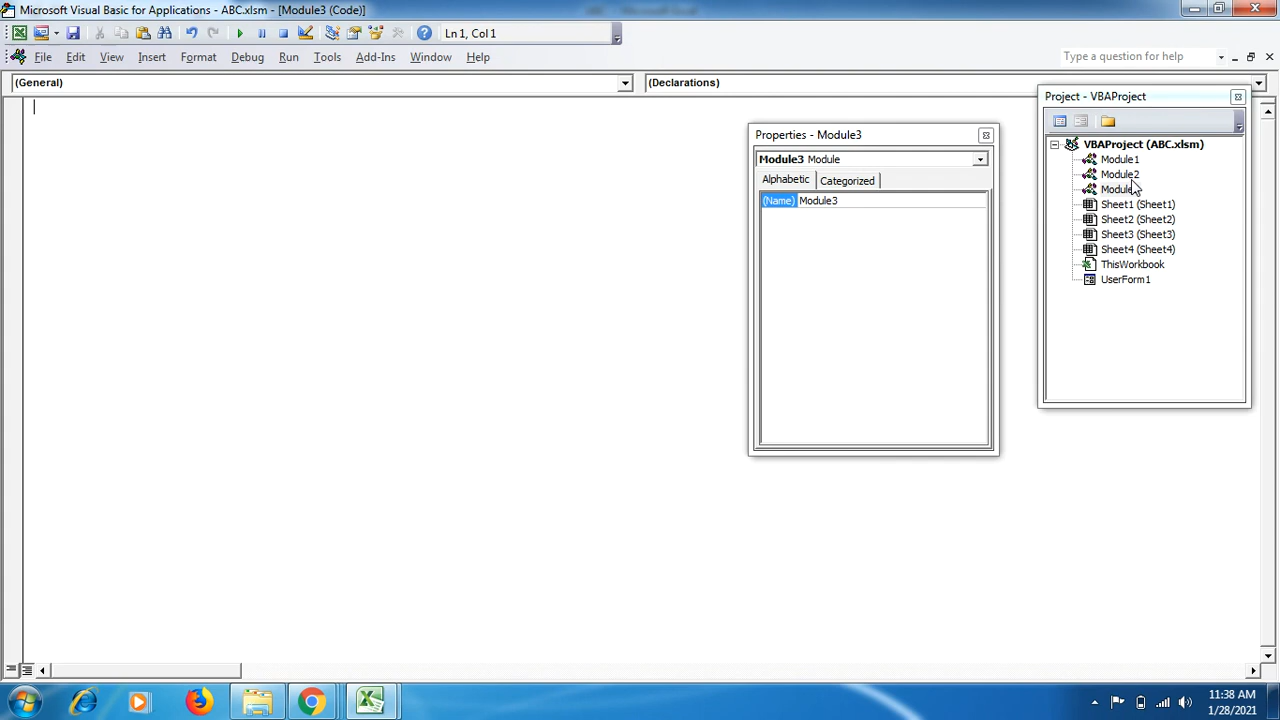 Microsoft Visual Basic for Applications - ABC.xlsm - [Module3 (Code)]
Ln 1, Col 1
File Edit View Insert Format Debug Run Tools Add-Ins Window Help
Type a question for help
(General)
(Declarations)
Project - VBAProject
VBAProject (ABC.xlsm)
Module1
Module2
Module
Sheet1 (Sheet1)
Sheet2 (Sheet2)
Sheet3 (Sheet3)
Sheet4 (Sheet4)
ThisWorkbook
UserForm1
Properties - Module3
Module3 Module
Alphabetic Categorized
(Name) Module3
11:38 AM
1/28/2021